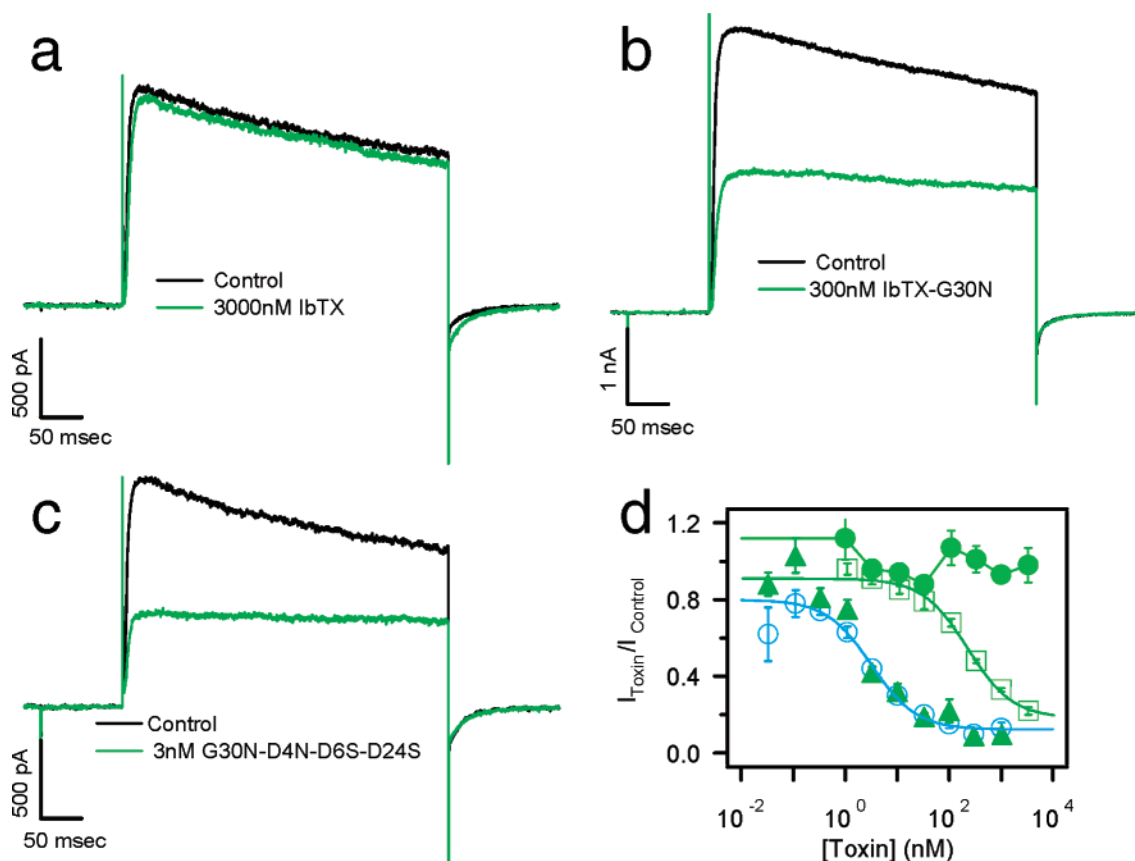 a
Control
3000nM IbTX
500 pA
50 msec
b
Control
300nM IbTX-G30N
1 nA
50 msec
c
Control
3nM G30N-D4N-D6S-D24S
500 pA
50 msec
d
I Toxin/I Control
1.2
0.8
0.4
0.0
10-2 100 102 104
[Toxin] (nM)